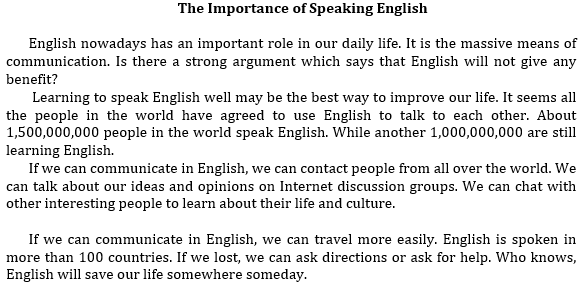 The Importance of Speaking English
English nowadays has an important role in our daily life. It is the massive means of
communication. Is there a strong argument which says that English will not give any
benefit?
Learning to speak English well may be the best way to improve our life. It seems all
the people in the world have agreed to use English to talk to each other. About
1,500,000,000 people in the world speak English. While another 1,000,000,000 are still
learning English.
If we can communicate in English, we can contact people from all over the world. We
can talk about our ideas and opinions on Internet discussion groups. We can chat with
other interesting people to learn about their life and culture.
If we can communicate in English, we can travel more easily. English is spoken in
more than 100 countries. If we lost, we can ask directions or ask for help. Who knows,
English will save our life somewhere someday.